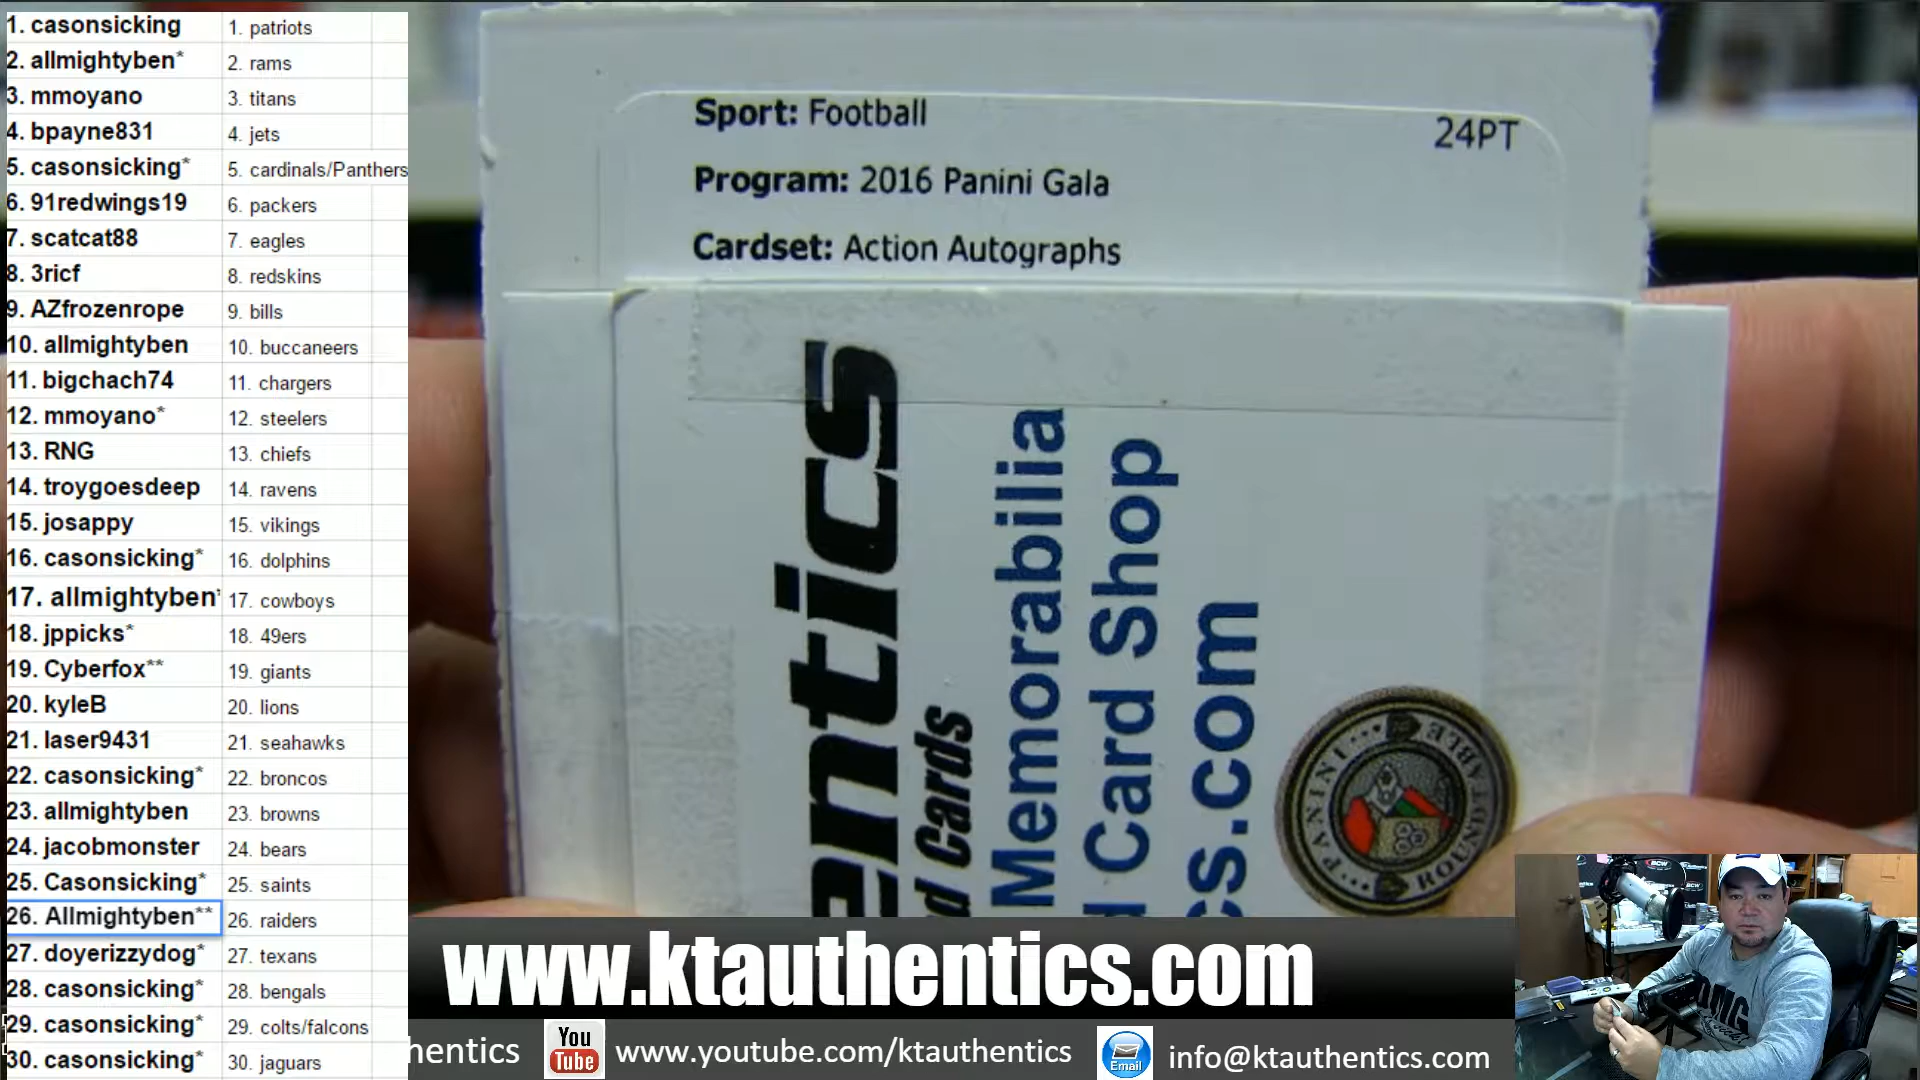 1. casonsicking 1. patriots
2. allmightyben* 2. rams
3. mmoyano 3. titans
4. bpayne831 4. jets
5. casonsicking* 5. cardinals/Panthers
6. 91redwings19 6. packers
7. scatcat88 7. eagles
8. 3ricf 8. redskins
9. AZfrozenrope 9. bills
10. allmightyben 10. buccaneers
11. bigchach74 11. chargers
12. mmoyano* 12. steelers
13. RNG 13. chiefs
14. troygoesdeep 14. ravens
15. josappy 15. vikings
16. casonsicking* 16. dolphins
17. allmightyben* 17. cowboys
18. jppicks* 18. 49ers
19. Cyberfox** 19. giants
20. kyleB 20. lions
21. laser9431 21. seahawks
22. casonsicking* 22. broncos
23. allmightyben 23. browns
24. jacobmonster 24. bears
25. Casonsicking* 25. saints
26. Allmightyben** 26. raiders
27. doyerizzydog* 27. texans
28. casonsicking* 28. bengals
29. casonsicking* 29. colts/falcons
30. casonsicking* 30. jaguars
Sport: Football
24PT
Program: 2016 Panini Gala
Cardset: Action Autographs
entics
d Cards
Memorabilia
d Card Shop
cs.com
PANINI
ROUNDTABLE
www.ktauthentics.com
hentics
You Tube
www.youtube.com/ktauthentics
Email
info@ktauthentics.com